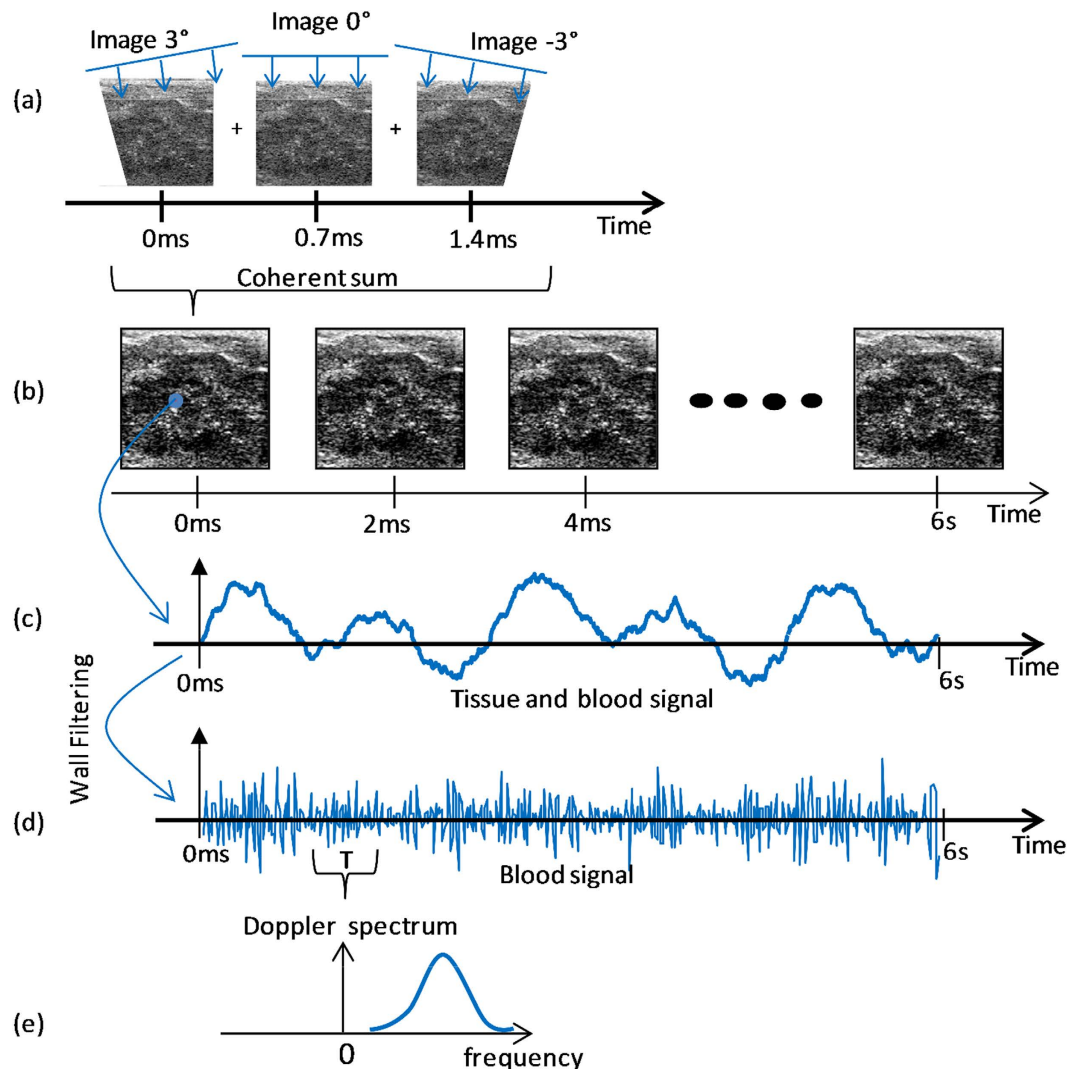 Image 3°
Image 0°
Image -3°
(a)
+
+
Time
0ms
0.7ms
1.4ms
Coherent sum
(b)
0ms
2ms
4ms
6s
Time
(c)
0ms
6s
Time
Tissue and blood signal
Wall Filtering
(d)
0ms
6s
Time
T
Blood signal
Doppler spectrum
(e)
0
frequency